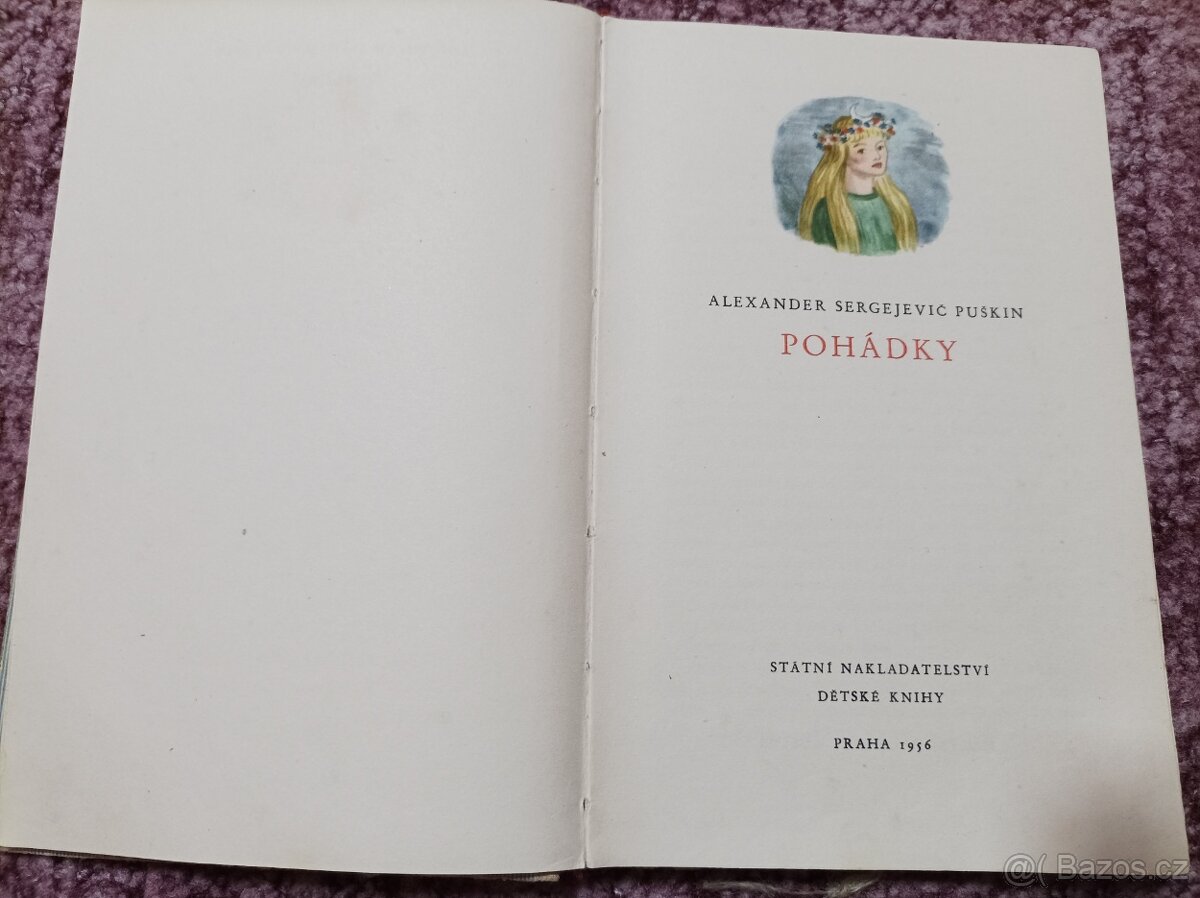 ALEXANDER SERGEJEVIČ PUŠKIN
POHÁDKY
STÁTNÍ NAKLADATELSTVÍ
DĚTSKÉ KNIHY
PRAHA 1956
@( Bazos.cz